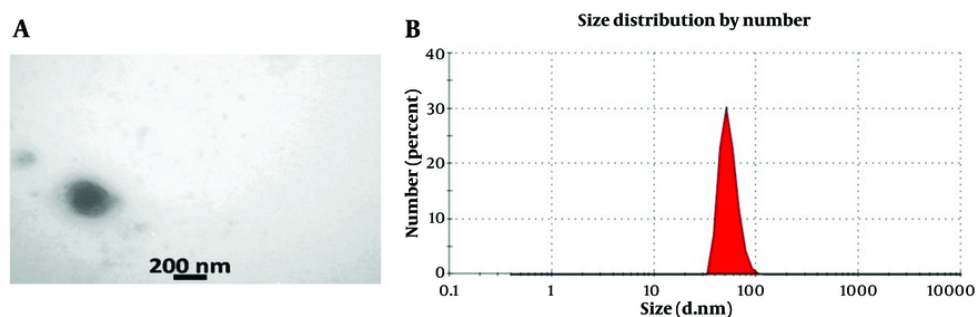 A
200 nm
B
Size distribution by number
Number (percent)
40
30
20
10
0
0.1 1 10 100 1000 10000
Size (d.nm)